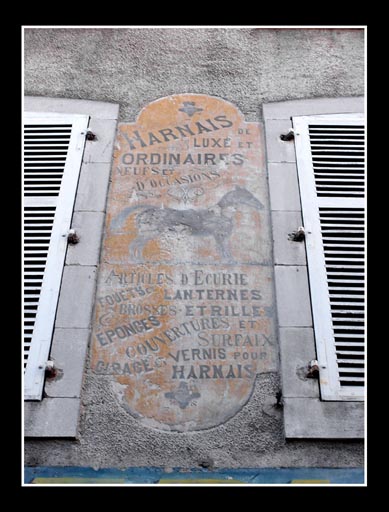 HARNAIS DE
LUXE ET
ORDINAIRES
NEUFS ET
D'OCCASIONS
ARTICLES D'ECURIE
FOUETS LANTERNES
BROSSES ETRILLES
EPONGES
COUVERTURES ET
SURFAIX
CIRAGE VERNIS POUR
HARNAIS